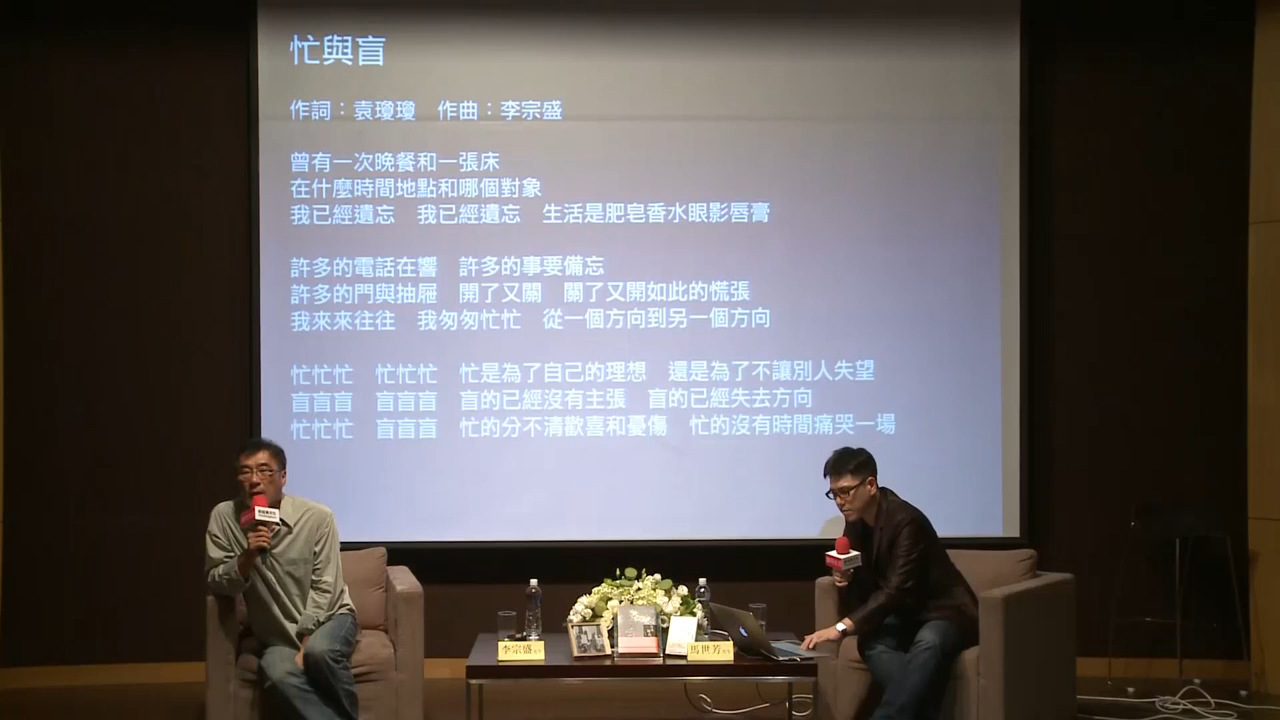 忙與盲
作詞：袁瓊瓊　作曲：李宗盛
曾有一次晚餐和一張床
在什麼時間地點和哪個對象
我已經遺忘　我已經遺忘　生活是肥皂香水眼影唇膏
許多的電話在響　許多的事要備忘
許多的門與抽屜　開了又關　關了又開如此的慌張
我來來往往　我匆匆忙忙　從一個方向到另一個方向
忙忙忙　忙忙忙　忙是為了自己的理想　還是為了不讓別人失望
盲盲盲　盲盲盲　盲的已經沒有主張　盲的已經失去方向
忙忙忙　盲盲盲　忙的分不清歡喜和憂傷　忙的沒有時間痛哭一場
李宗盛
馬世芳